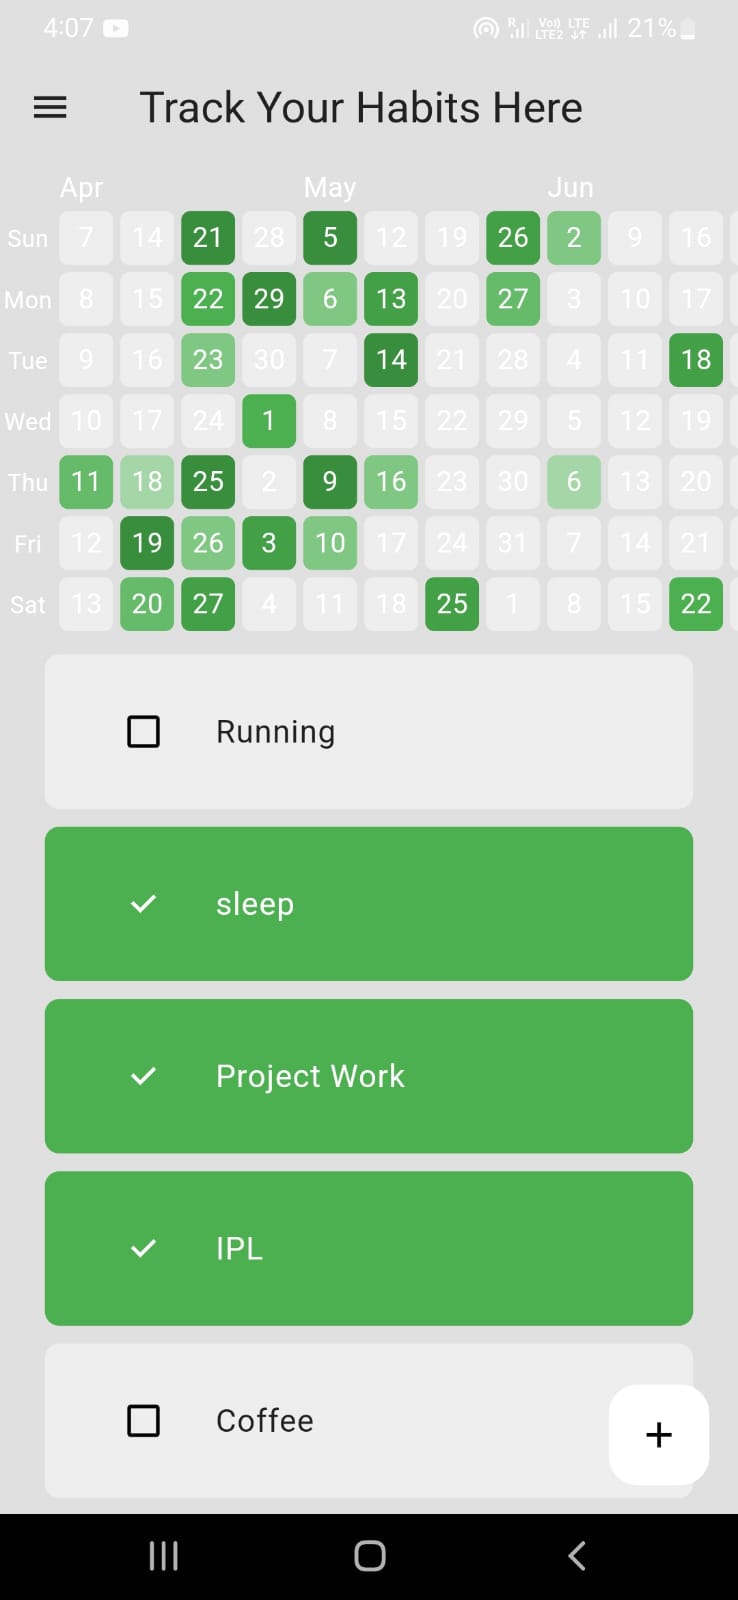 4:07 R Vo)) LTE2 LTE 21%
Track Your Habits Here
Apr May Jun
Sun 7 14 21 28 5 12 19 26 2 9 16
Mon 8 15 22 29 6 13 20 27 3 10 17
Tue 9 16 23 30 7 14 21 28 4 11 18
Wed 10 17 24 1 8 15 22 29 5 12 19
Thu 11 18 25 2 9 16 23 30 6 13 20
Fri 12 19 26 3 10 17 24 31 7 14 21
Sat 13 20 27 4 11 18 25 1 8 15 22
Running
sleep
Project Work
IPL
Coffee
+